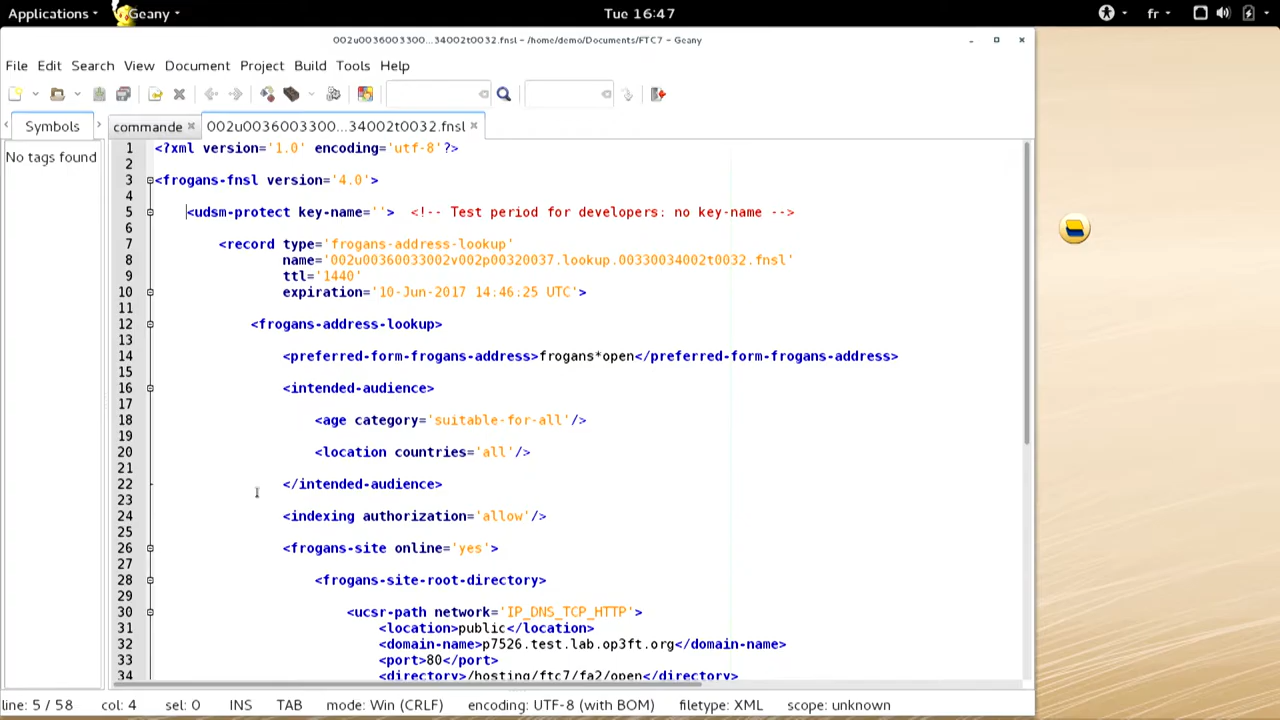 Applications Geany Tue 16:47 fr
002u0036003300...34002t0032.fnsl - /home/demo/Documents/FTC7 - Geany
File Edit Search View Document Project Build Tools Help
Symbols commande 002u0036003300...34002t0032.fnsl
No tags found
1 <?xml version='1.0' encoding='utf-8'?>
2
3 <frogans-fnsl version='4.0'>
4
5 <udsm-protect key-name=''> <!-- Test period for developers: no key-name -->
6
7 <record type='frogans-address-lookup'
8 name='002u00360033002v002p00320037.lookup.00330034002t0032.fnsl'
9 ttl='1440'
10 expiration='10-Jun-2017 14:46:25 UTC'>
11
12 <frogans-address-lookup>
13
14 <preferred-form-frogans-address>frogans*open</preferred-form-frogans-address>
15
16 <intended-audience>
17
18 <age category='suitable-for-all'/>
19
20 <location countries='all'/>
21
22 </intended-audience>
23
24 <indexing authorization='allow'/>
25
26 <frogans-site online='yes'>
27
28 <frogans-site-root-directory>
29
30 <ucsr-path network='IP_DNS_TCP_HTTP'>
31 <location>public</location>
32 <domain-name>p7526.test.lab.op3ft.org</domain-name>
33 <port>80</port>
34 <directory>/hosting/ftc7/fa2/open</directory>
line: 5 / 58 col: 4 sel: 0 INS TAB mode: Win (CRLF) encoding: UTF-8 (with BOM) filetype: XML scope: unknown